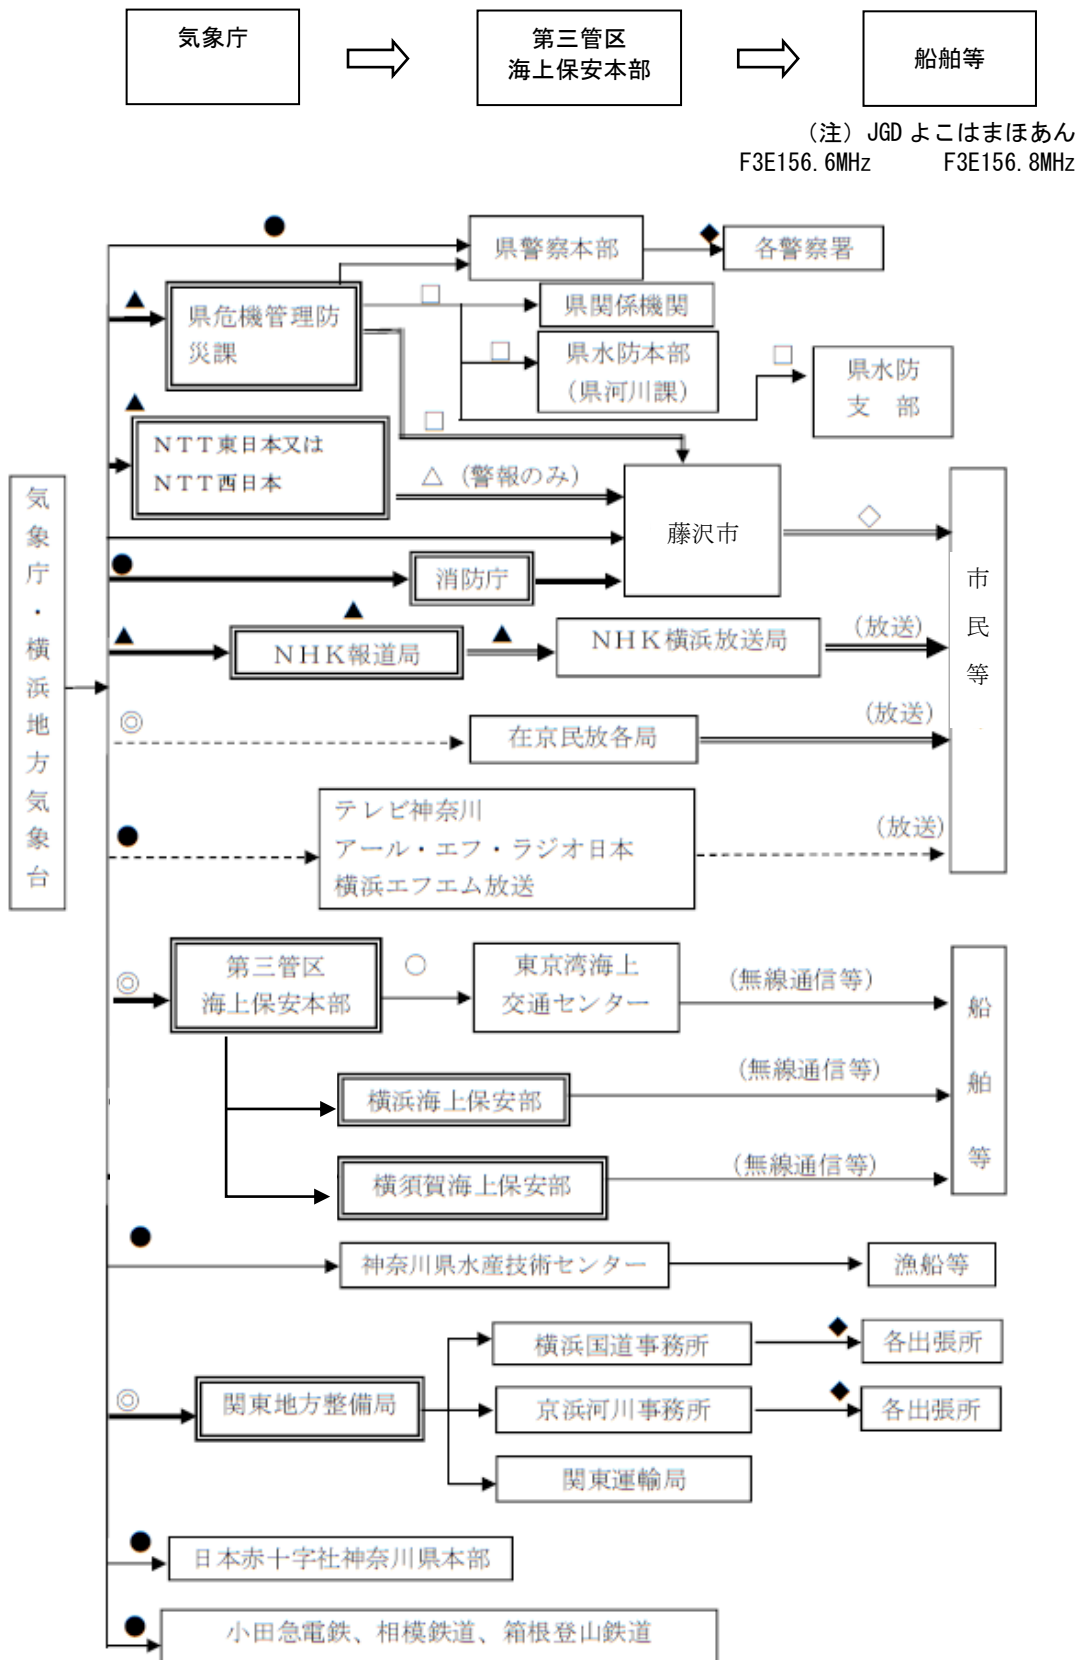 気象庁
第三管区
海上保安本部
船舶等
（注）JGD よこはまほあん
F3E156.6MHz F3E156.8MHz
県警察本部
各警察署
県危機管理防
災課
県関係機関
県水防本部
（県河川課）
県水防
支 部
ＮＴＴ東日本又は
ＮＴＴ西日本
△（警報のみ）
藤沢市
気象庁・横浜地方気象台
消防庁
市民等
ＮＨＫ報道局
ＮＨＫ横浜放送局
（放送）
在京民放各局
（放送）
テレビ神奈川
アール・エフ・ラジオ日本
横浜エフエム放送
（放送）
第三管区
海上保安本部
東京湾海上
交通センター
（無線通信等）
船舶等
横浜海上保安部
（無線通信等）
横須賀海上保安部
（無線通信等）
神奈川県水産技術センター
漁船等
横浜国道事務所
各出張所
関東地方整備局
京浜河川事務所
各出張所
関東運輸局
日本赤十字社神奈川県本部
小田急電鉄、相模鉄道、箱根登山鉄道